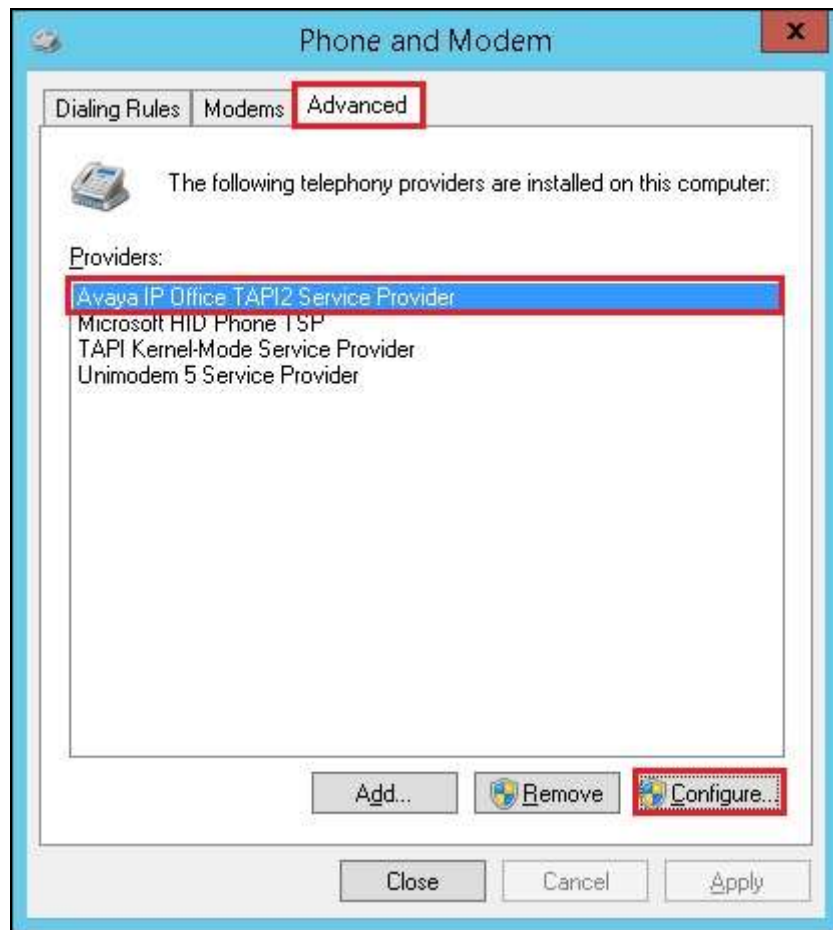 Phone and Modem
x
Dialing Rules Modems Advanced
The following telephony providers are installed on this computer:
Providers:
Avaya IP Office TAPI2 Service Provider
Microsoft HID Phone TSP
TAPI Kernel-Mode Service Provider
Unimodem 5 Service Provider
Add... Remove Configure...
Close Cancel Apply